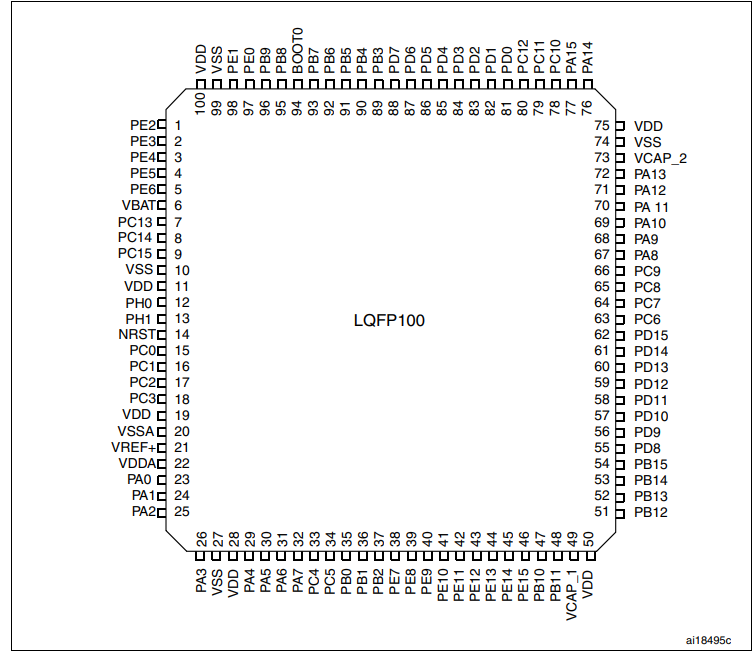 VDD VSS PE1 PE0 PB9 PB8 BOOT0 PB7 PB6 PB5 PB4 PB3 PD7 PD6 PD5 PD4 PD3 PD2 PD1 PD0 PC12 PC11 PC10 PA15 PA14
100 99 98 97 96 95 94 93 92 91 90 89 88 87 86 85 84 83 82 81 80 79 78 77 76
PE2 1
PE3 2
PE4 3
PE5 4
PE6 5
VBAT 6
PC13 7
PC14 8
PC15 9
VSS 10
VDD 11
PH0 12
PH1 13
NRST 14
PC0 15
PC1 16
PC2 17
PC3 18
VDD 19
VSSA 20
VREF+ 21
VDDA 22
PA0 23
PA1 24
PA2 25
LQFP100
75 VDD
74 VSS
73 VCAP_2
72 PA13
71 PA12
70 PA 11
69 PA10
68 PA9
67 PA8
66 PC9
65 PC8
64 PC7
63 PC6
62 PD15
61 PD14
60 PD13
59 PD12
58 PD11
57 PD10
56 PD9
55 PD8
54 PB15
53 PB14
52 PB13
51 PB12
26 27 28 29 30 31 32 33 34 35 36 37 38 39 40 41 42 43 44 45 46 47 48 49 50
PA3 VSS VDD PA4 PA5 PA6 PA7 PC4 PC5 PB0 PB1 PB2 PE7 PE8 PE9 PE10 PE11 PE12 PE13 PE14 PE15 PB10 PB11 VCAP_1 VDD
ai18495c